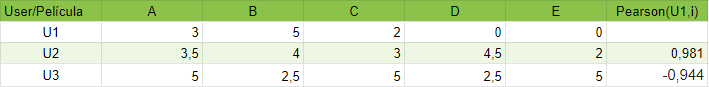 User/Película A B C D E Pearson(U1,i)
U1 3 5 2 0 0
U2 3,5 4 3 4,5 2 0,981
U3 5 2,5 5 2,5 5 -0,944